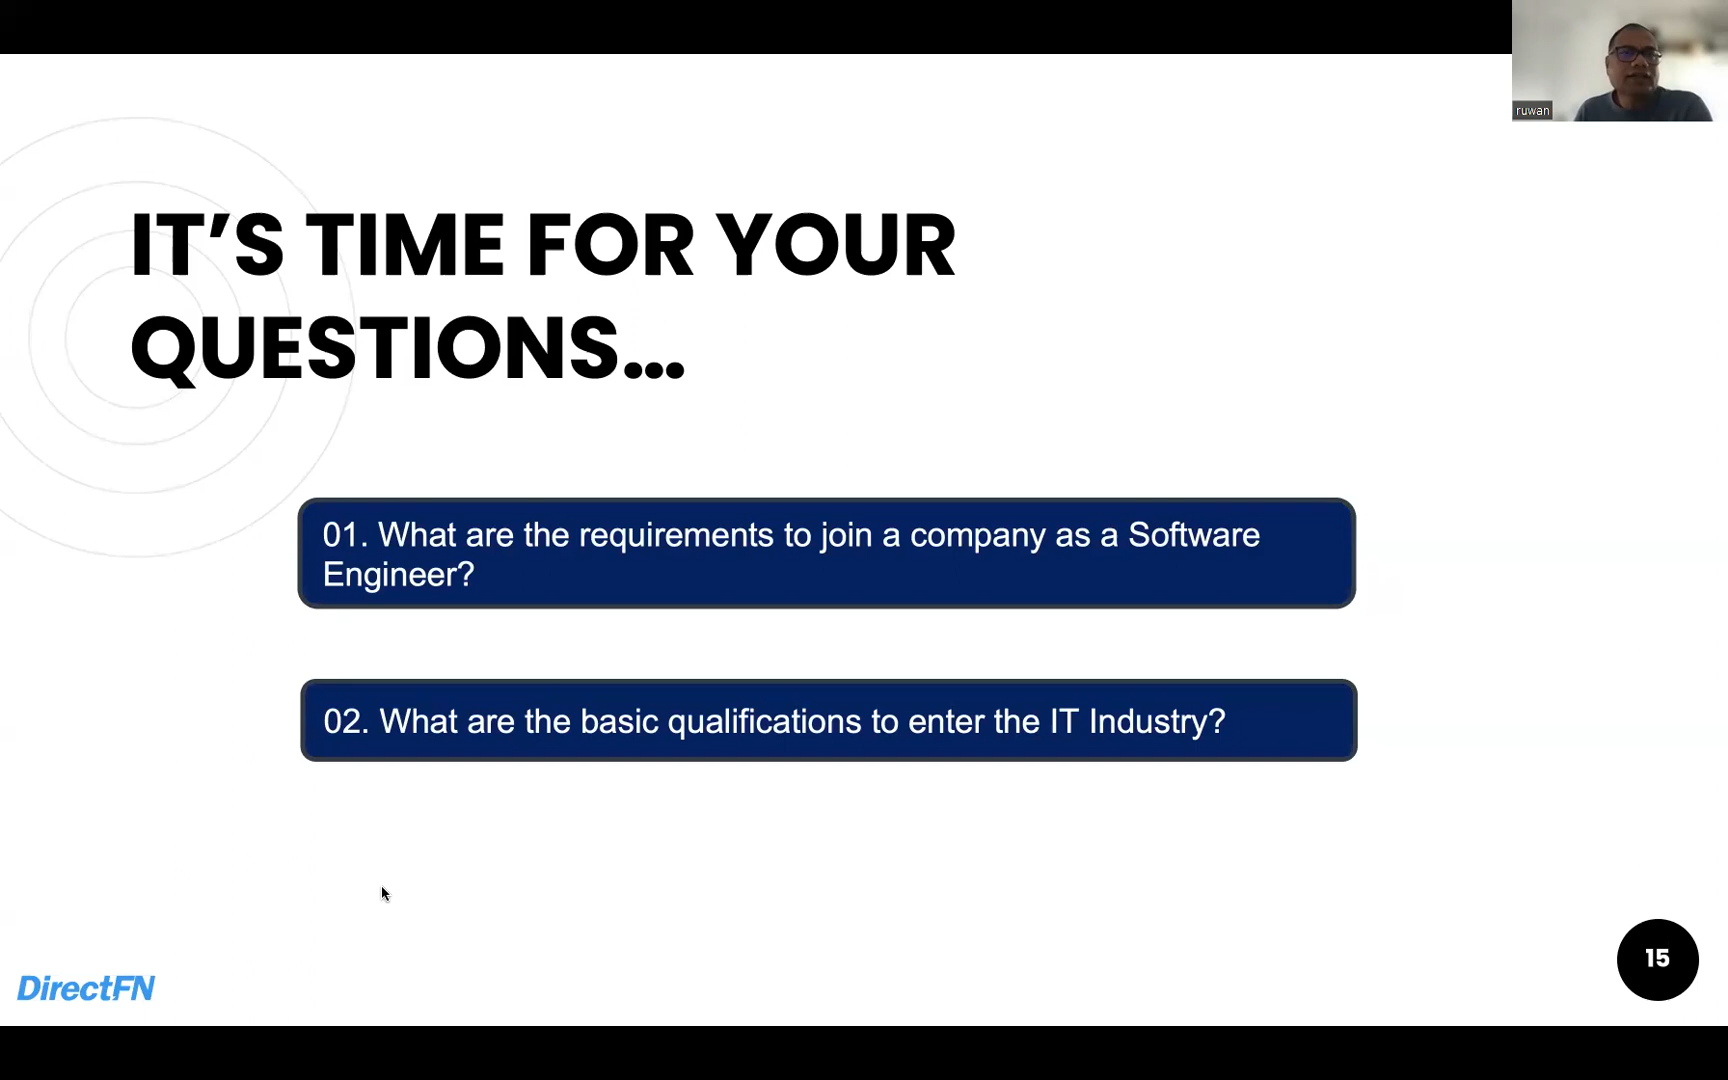 ruwan
IT’S TIME FOR YOUR
QUESTIONS...
01. What are the requirements to join a company as a Software
Engineer?
02. What are the basic qualifications to enter the IT Industry?
DirectFN
15